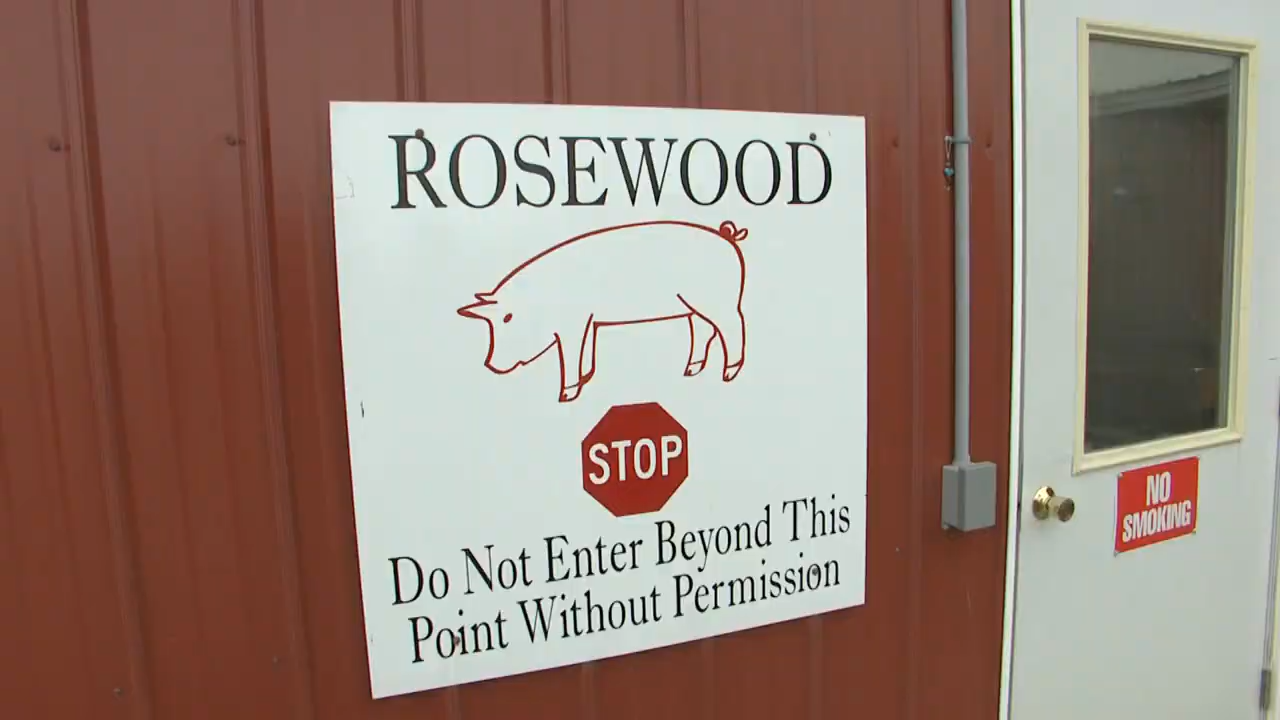 ROSEWOOD
STOP
Do Not Enter Beyond This
Point Without Permission
NO
SMOKING